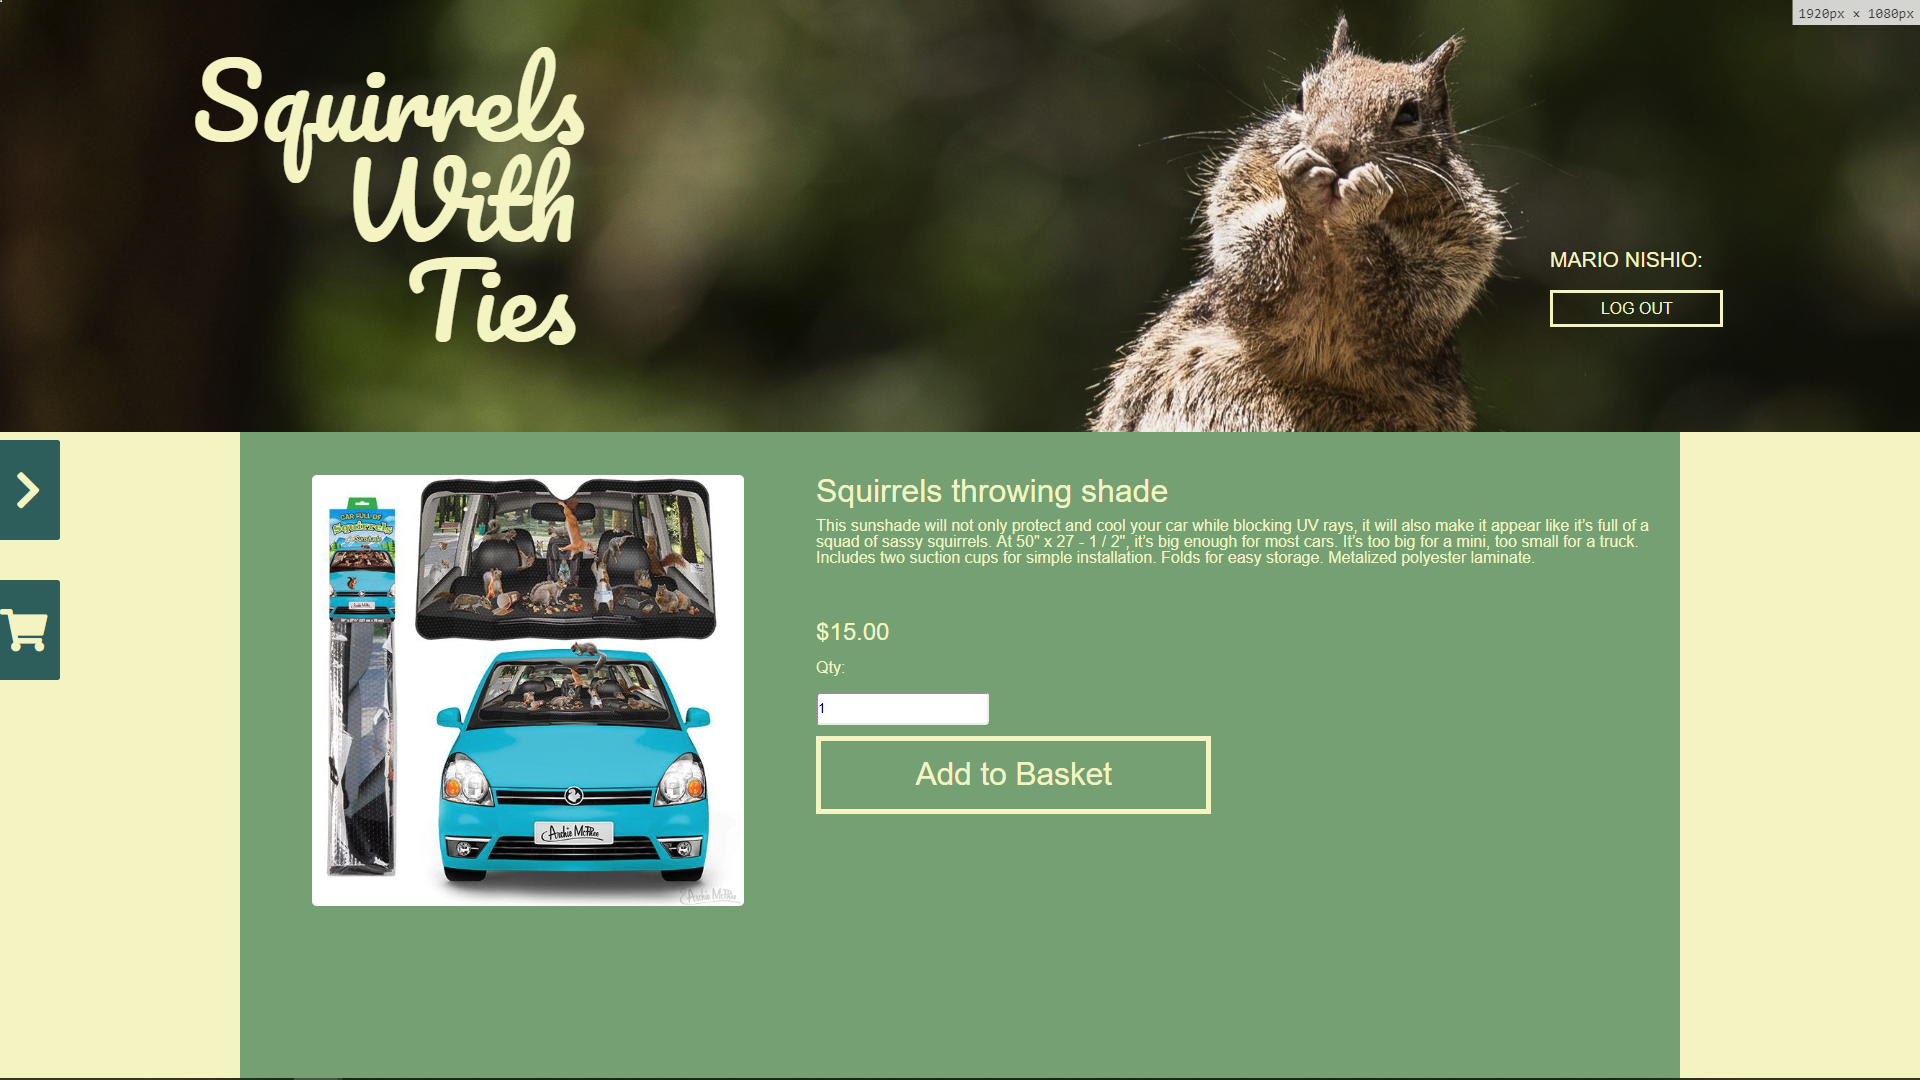 1920px × 1080px
Squirrels
With
Ties
MARIO NISHIO:
LOG OUT
Squirrels throwing shade
This sunshade will not only protect and cool your car while blocking UV rays, it will also make it appear like it's full of a
squad of sassy squirrels. At 50" x 27 - 1 / 2", it's big enough for most cars. It's too big for a mini, too small for a truck.
Includes two suction cups for simple installation. Folds for easy storage. Metalized polyester laminate.
$15.00
Qty:
1
Add to Basket
CAR FULL OF
Squirrels
Sunshade
Archie McPhee
Archie McPhee
Archie McPhee